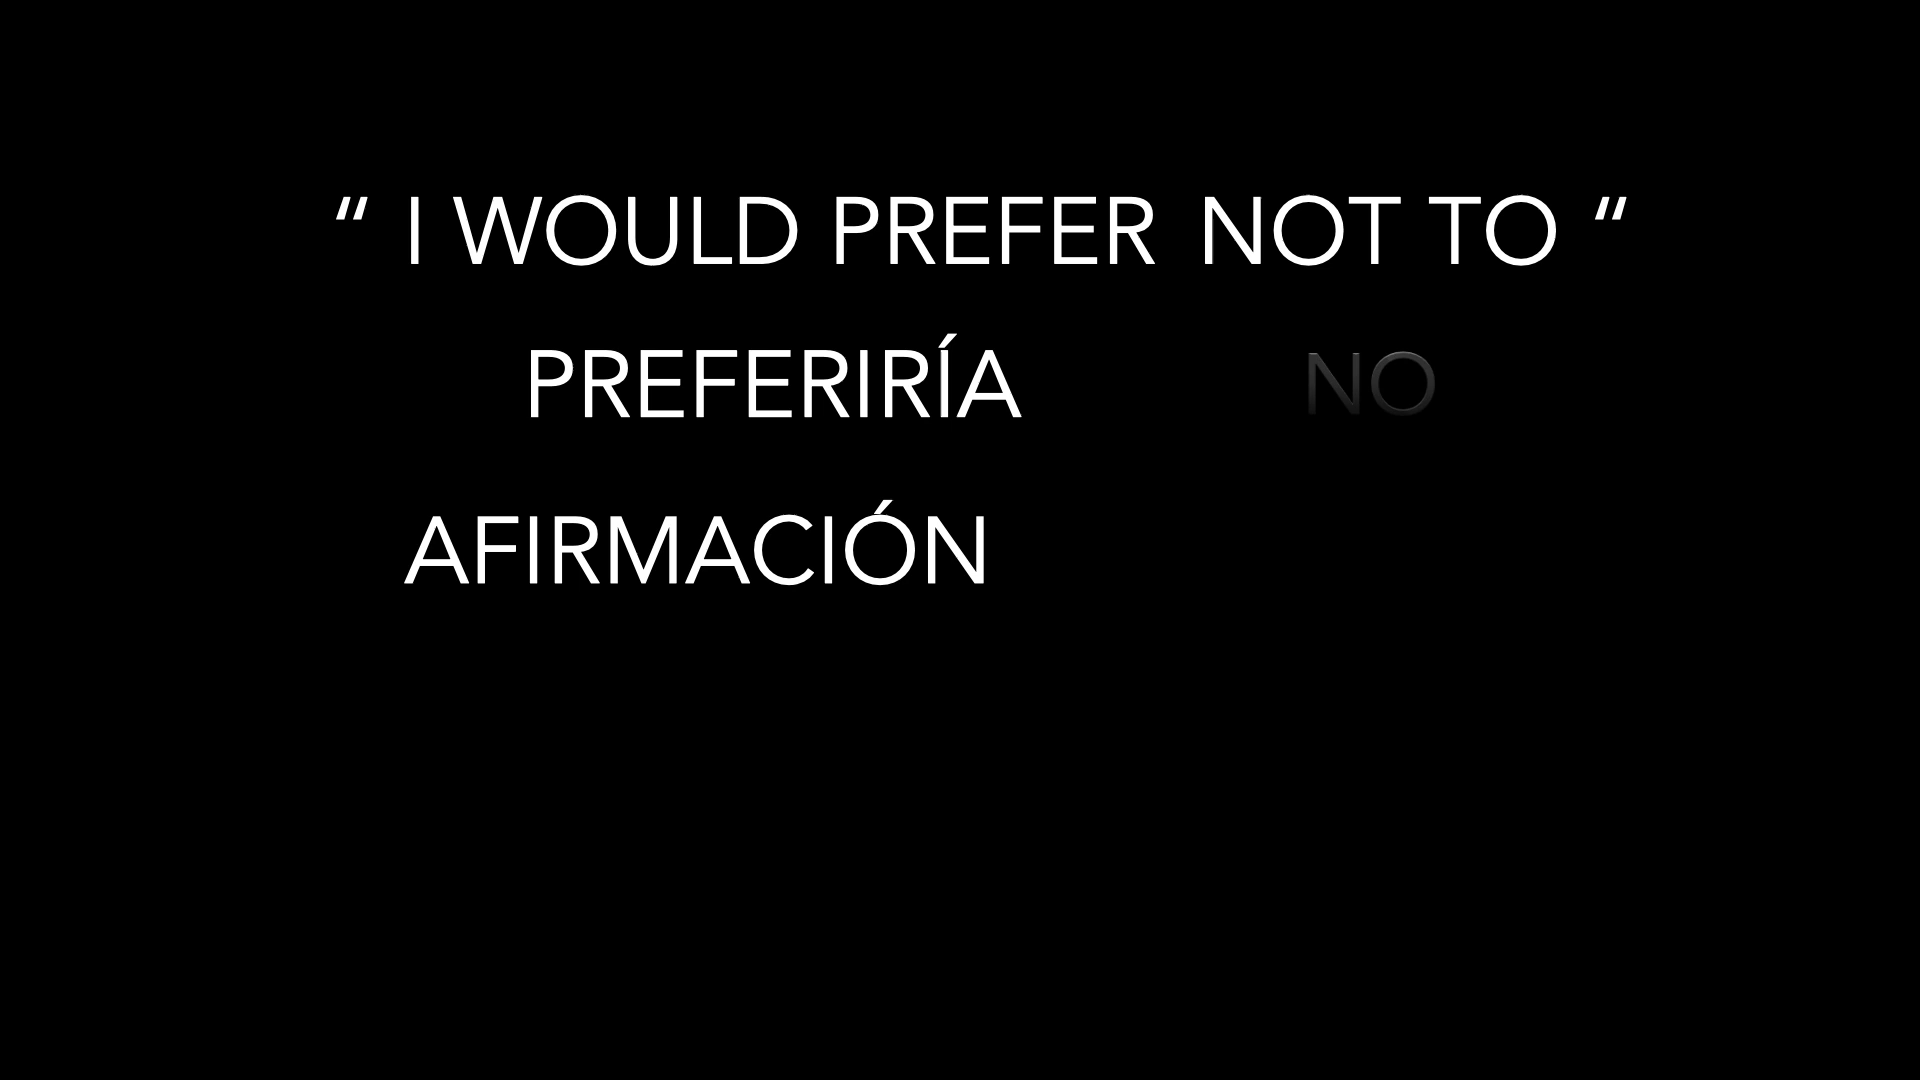 “ I WOULD PREFER NOT TO “
PREFERIRÍA NO
AFIRMACIÓN